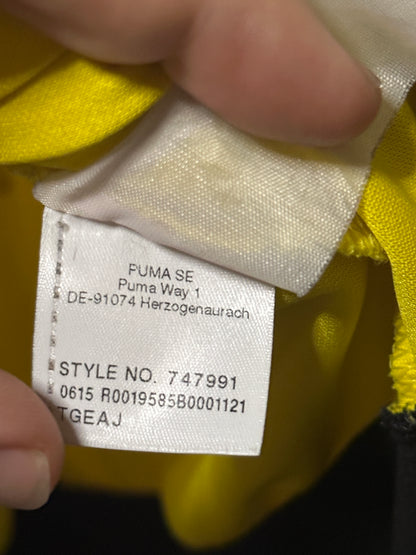 PUMA SE
Puma Way 1
DE-91074 Herzogenaurach
STYLE NO. 747991
0615 R0019585B0001121
TGEAJ